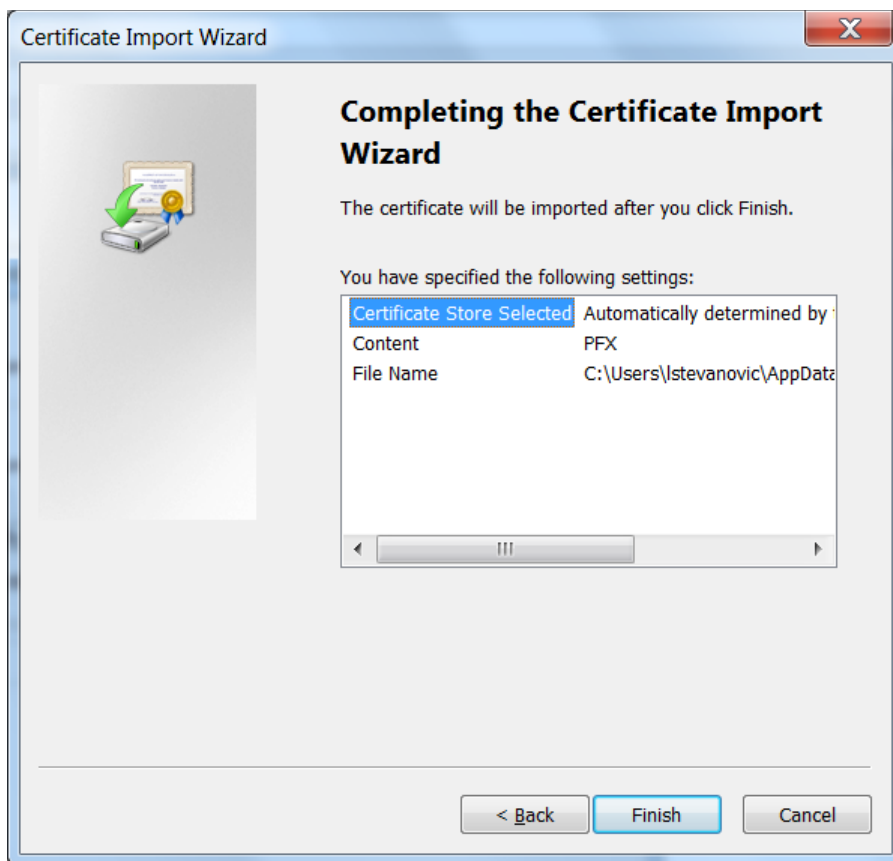 Certificate Import Wizard
Completing the Certificate Import
Wizard
The certificate will be imported after you click Finish.
You have specified the following settings:
Certificate Store Selected Automatically determined by
Content PFX
File Name C:\Users\lstevanovic\AppData
< Back Finish Cancel